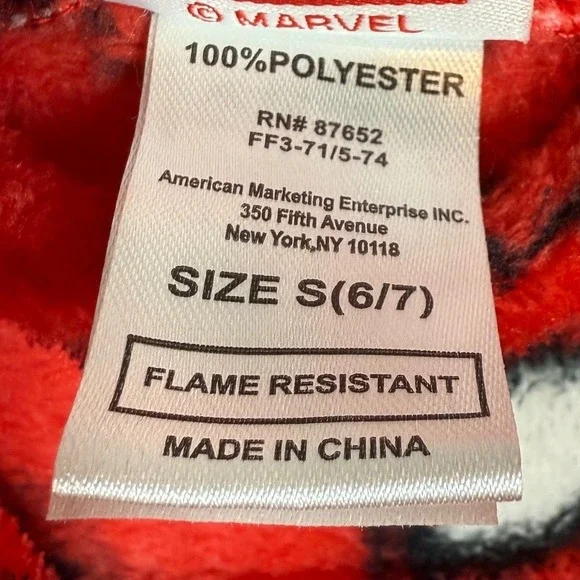 © MARVEL
100%POLYESTER
RN# 87652
FF3-71/5-74
American Marketing Enterprise INC.
350 Fifth Avenue
New York,NY 10118
SIZE S(6/7)
FLAME RESISTANT
MADE IN CHINA